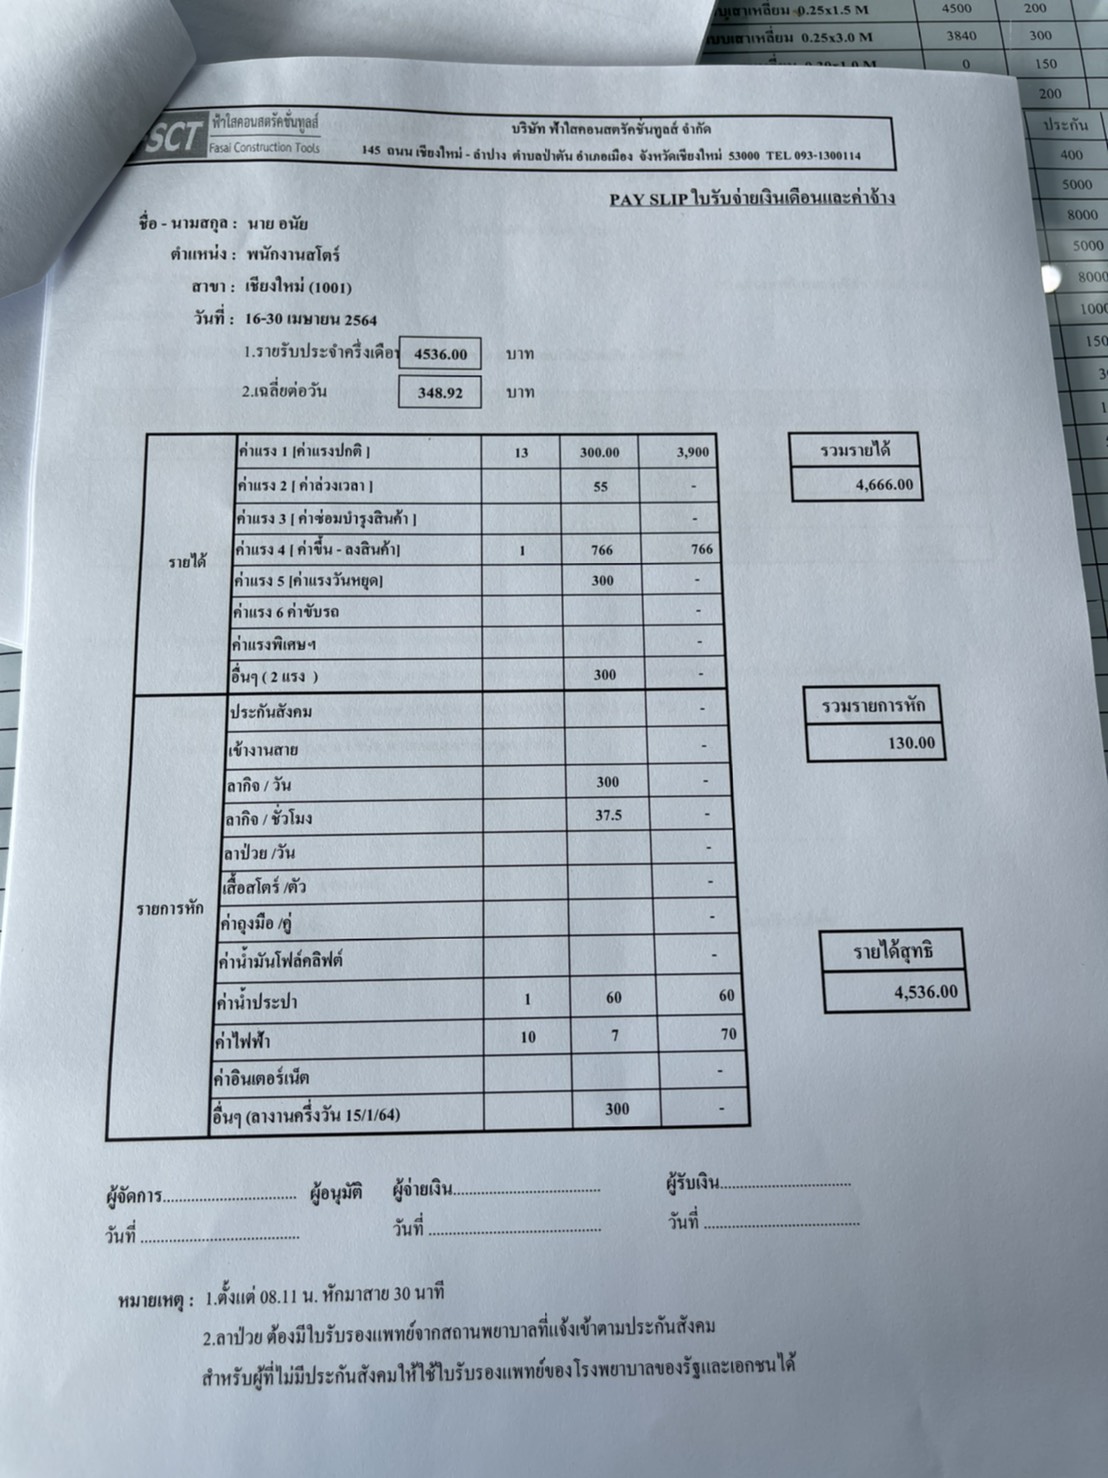 บบเสาเหลี่ยม 0.25x1.5 M 4500 200
บบเสาเหลี่ยม 0.25x3.0 M 3840 300
0 150
200
ประกัน
400
5000
8000
5000
8000
SCT ฟ้าใสคอนสตรัคชั่นทูลส์
Fasai Construction Tools
บริษัท ฟ้าใสคอนสตรัคชั่นทูลส์ จำกัด
145 ถนน เชียงใหม่ - ลำปาง ตำบลป่าตัน อำเภอเมือง จังหวัดเชียงใหม่ 53000 TEL 093-1300114
PAY SLIP ใบรับจ่ายเงินเดือนและค่าจ้าง
ชื่อ - นามสกุล : นาย อนัย
ตำแหน่ง : พนักงานสโตร์
สาขา : เชียงใหม่ (1001)
วันที่ : 16-30 เมษายน 2564
1.รายรับประจำครึ่งเดือน 4536.00 บาท
2.เฉลี่ยต่อวัน 348.92 บาท
รายได้
ค่าแรง 1 [ค่าแรงปกติ ] 13 300.00 3,900
ค่าแรง 2 [ ค่าล่วงเวลา ] 55 -
ค่าแรง 3 [ ค่าซ่อมบำรุงสินค้า ] -
ค่าแรง 4 [ ค่าขึ้น - ลงสินค้า] 1 766 766
ค่าแรง 5 [ค่าแรงวันหยุด] 300 -
ค่าแรง 6 ค่าขับรถ -
ค่าแรงพิเศษฯ -
อื่นๆ ( 2 แรง ) 300 -
รวมรายได้
4,666.00
รายการหัก
ประกันสังคม -
เข้างานสาย -
ลากิจ / วัน 300 -
ลากิจ / ชั่วโมง 37.5 -
ลาป่วย /วัน -
เสื้อสโตร์ /ตัว -
ค่าถุงมือ /คู่ -
ค่าน้ำมันโฟล์คลิฟต์ -
ค่าน้ำประปา 1 60 60
ค่าไฟฟ้า 10 7 70
ค่าอินเตอร์เน็ต -
อื่นๆ (ลางานครึ่งวัน 15/1/64) 300 -
รวมรายการหัก
130.00
รายได้สุทธิ
4,536.00
ผู้จัดการ.............................. ผู้อนุมัติ ผู้จ่ายเงิน................................. ผู้รับเงิน.............................
วันที่ .................................. วันที่ ...................................... วันที่ ..................................
หมายเหตุ : 1.ตั้งแต่ 08.11 น. หักมาสาย 30 นาที
2.ลาป่วย ต้องมีใบรับรองแพทย์จากสถานพยาบาลที่แจ้งเข้าตามประกันสังคม
สำหรับผู้ที่ไม่มีประกันสังคมให้ใช้ใบรับรองแพทย์ของโรงพยาบาลของรัฐและเอกชนได้